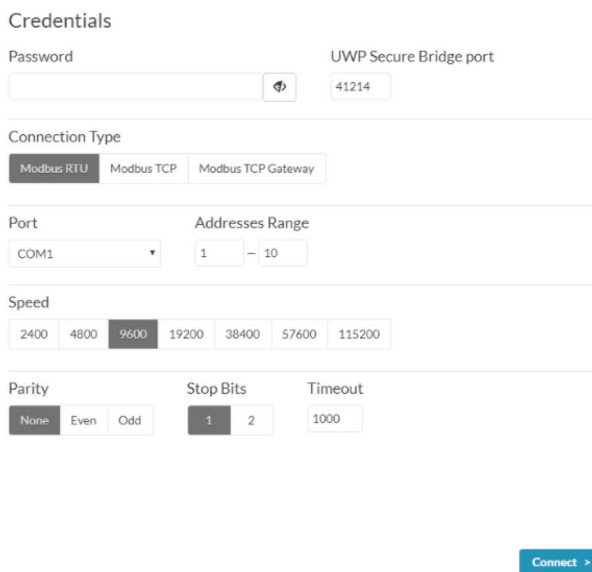 Credentials
Password UWP Secure Bridge port
41214
Connection Type
Modbus RTU Modbus TCP Modbus TCP Gateway
Port Addresses Range
COM1 1 – 10
Speed
2400 4800 9600 19200 38400 57600 115200
Parity Stop Bits Timeout
None Even Odd 1 2 1000
Connect >